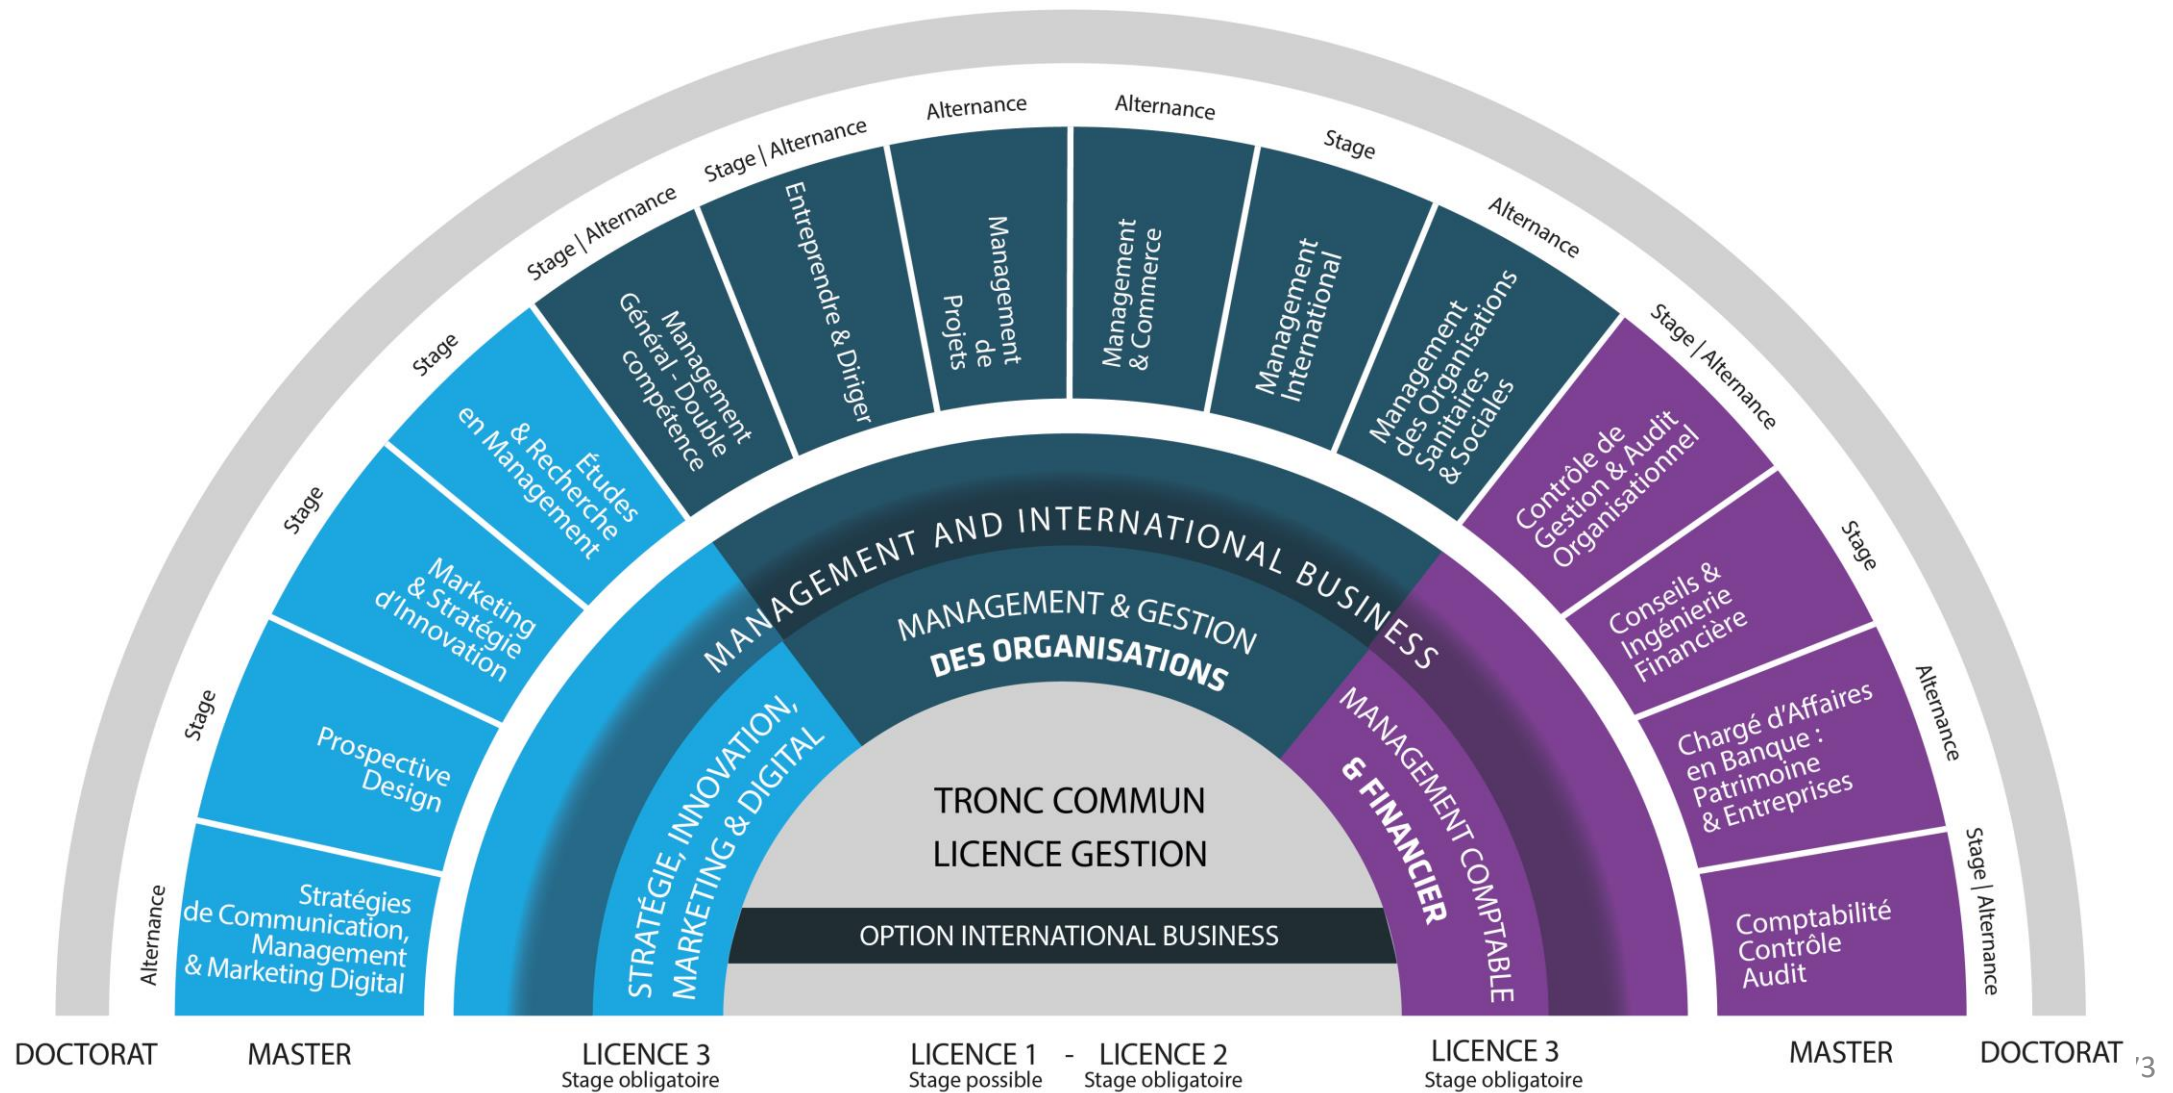 Alternance
Stage
Stage
Stage
Stage | Alternance
Stage | Alternance
Alternance
Alternance
Stage
Alternance
Stage | Alternance
Stage
Alternance
Stage | Alternance
Stratégies
de Communication,
Management
& Marketing Digital
Prospective
Design
Marketing
& Stratégie
d'Innovation
Études
& Recherche
en Management
Management
Général - Double
compétence
Entreprendre & Diriger
Management
de
Projets
Management
& Commerce
Management
International
Management
des Organisations
Sanitaires
& Sociales
Contrôle de
Gestion & Audit
Organisationnel
Conseils &
Ingénierie
Financière
Chargé d'Affaires
en Banque :
Patrimoine
& Entreprises
Comptabilité
Contrôle
Audit
MANAGEMENT AND INTERNATIONAL BUSINESS
STRATÉGIE, INNOVATION,
MARKETING & DIGITAL
MANAGEMENT & GESTION
DES ORGANISATIONS
MANAGEMENT COMPTABLE
& FINANCIER
TRONC COMMUN
LICENCE GESTION
OPTION INTERNATIONAL BUSINESS
DOCTORAT MASTER LICENCE 3 LICENCE 1 - LICENCE 2 LICENCE 3 MASTER DOCTORAT
Stage obligatoire Stage possible Stage obligatoire Stage obligatoire